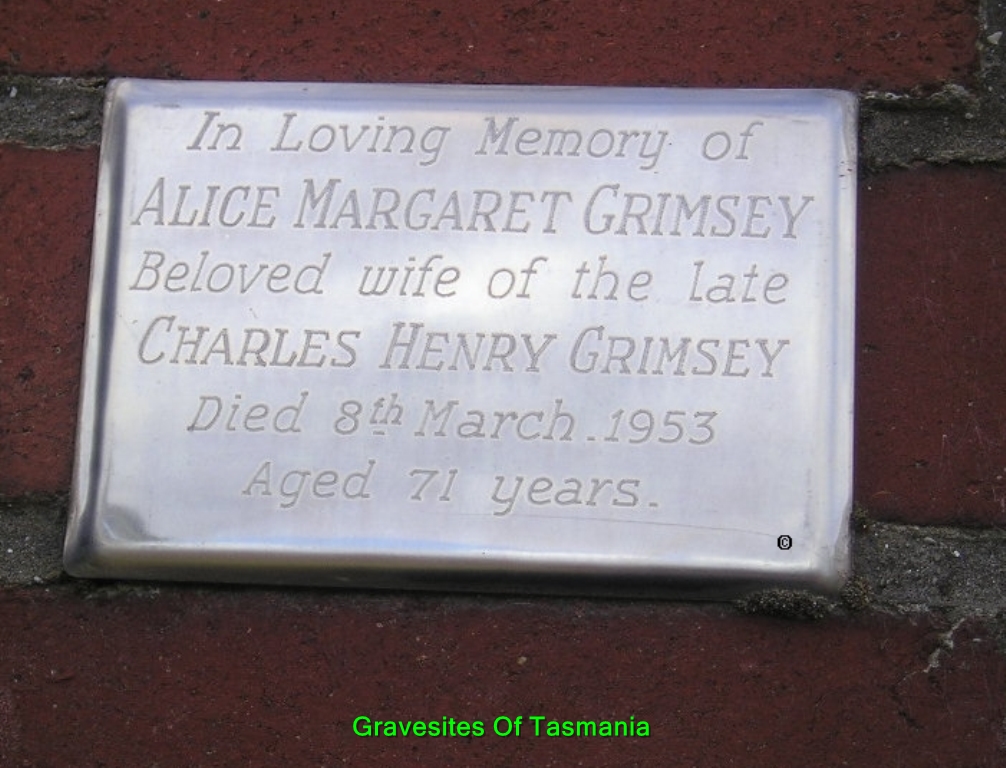 In Loving Memory of
ALICE MARGARET GRIMSEY
Beloved wife of the late
CHARLES HENRY GRIMSEY
Died 8th March. 1953
Aged 71 years.
©
Gravesites Of Tasmania